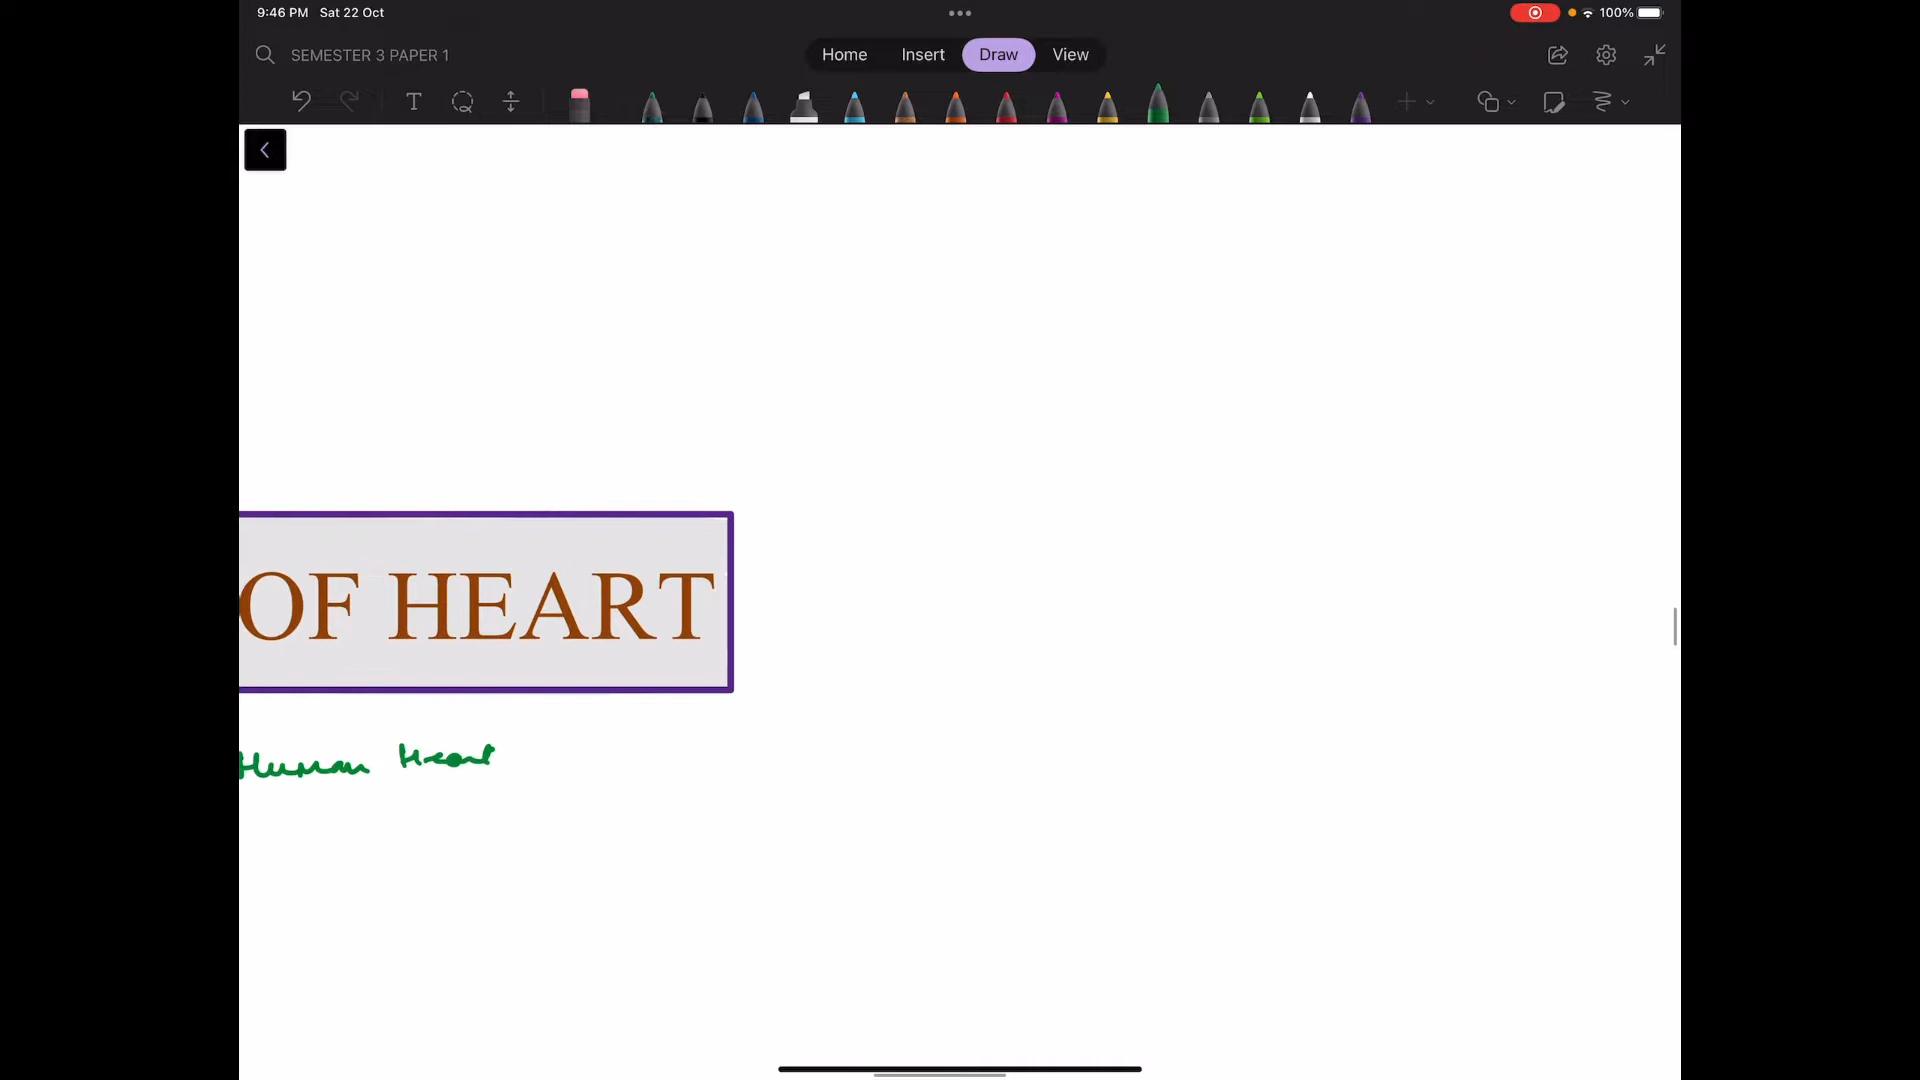 9:46 PM Sat 22 Oct
100%
SEMESTER 3 PAPER 1
Home Insert Draw View
T
OF HEART
Human Heart